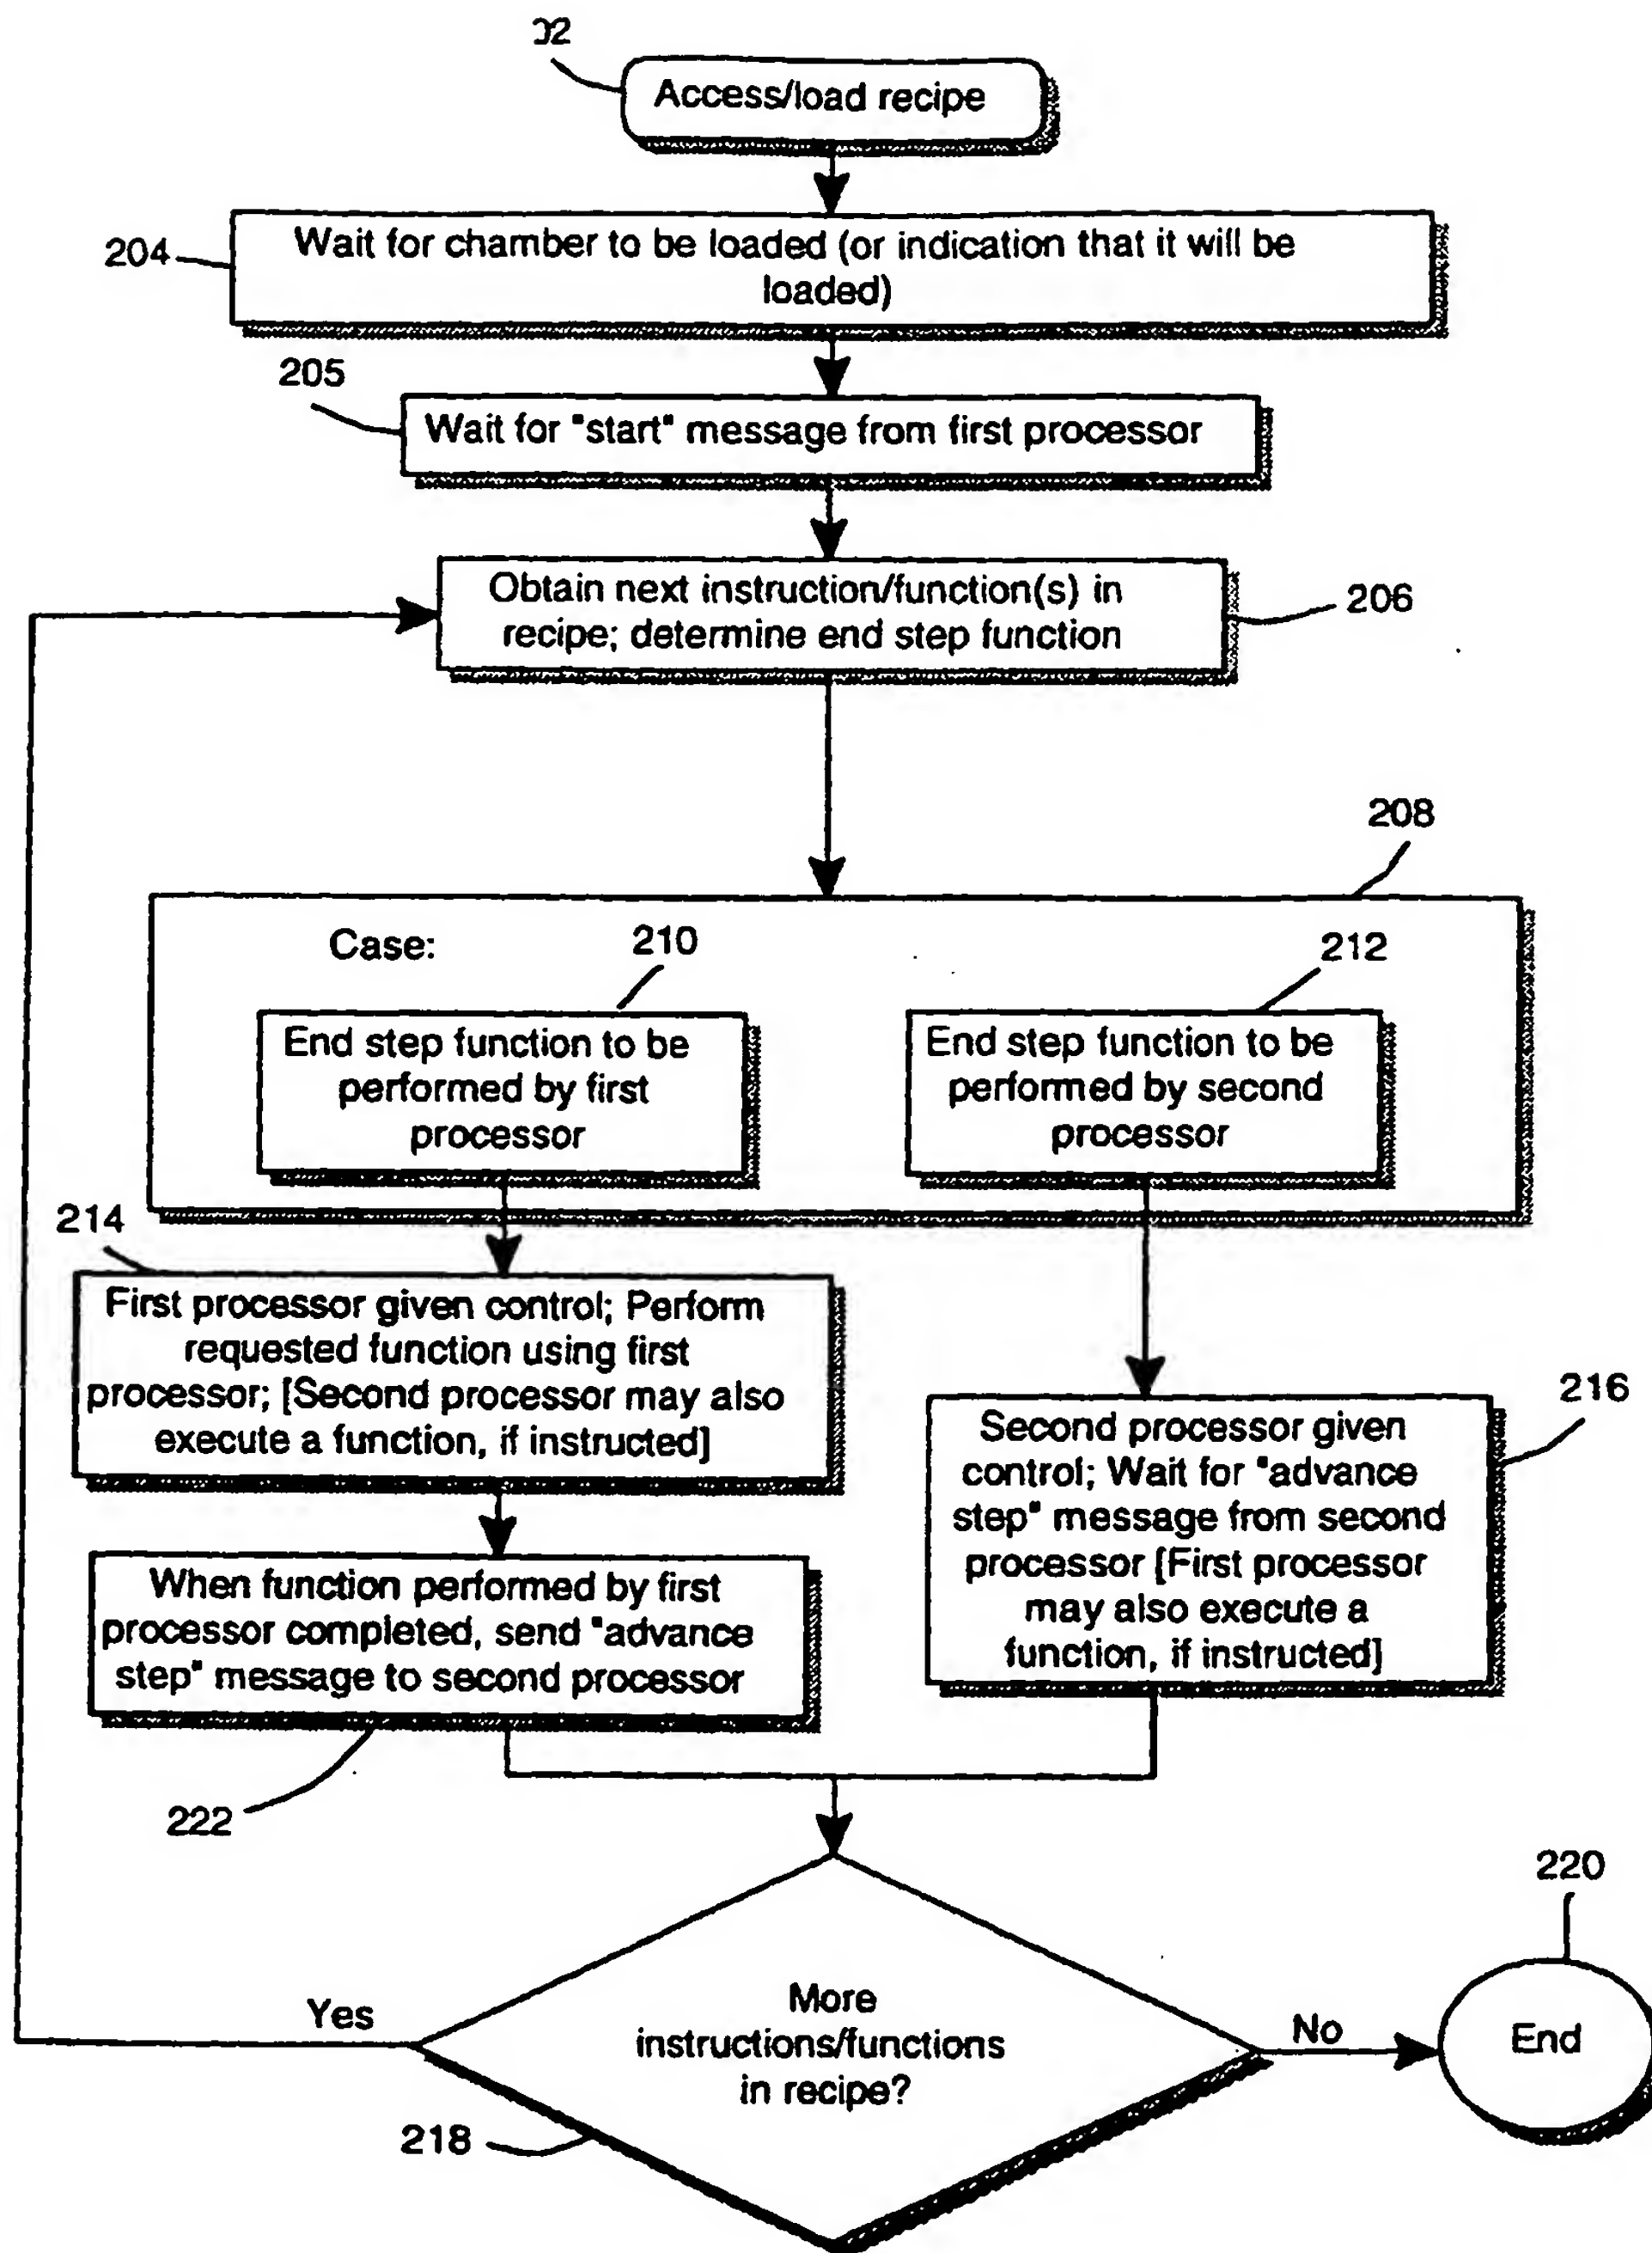 02
Access/load recipe
204
Wait for chamber to be loaded (or indication that it will be
loaded)
205
Wait for "start" message from first processor
Obtain next instruction/function(s) in
recipe; determine end step function
206
208
Case:
210
212
End step function to be
performed by first
processor
End step function to be
performed by second
processor
214
First processor given control; Perform
requested function using first
processor; [Second processor may also
execute a function, if instructed]
216
Second processor given
control; Wait for "advance
step" message from second
processor [First processor
may also execute a
function, if instructed]
When function performed by first
processor completed, send "advance
step" message to second processor
222
220
Yes
More
instructions/functions
in recipe?
No
End
218